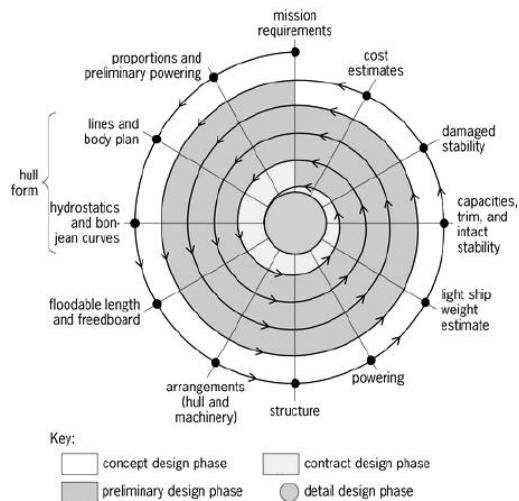 mission
requirements
proportions and
preliminary powering
cost
estimates
lines and
body plan
damaged
stability
hull
form
hydrostatics
and bon-
jean curves
capacities,
trim, and
intact
stability
floodable length
and freedboard
light ship
weight
estimate
arrangements
(hull and
machinery)
powering
structure
Key:
concept design phase
contract design phase
preliminary design phase
detail design phase